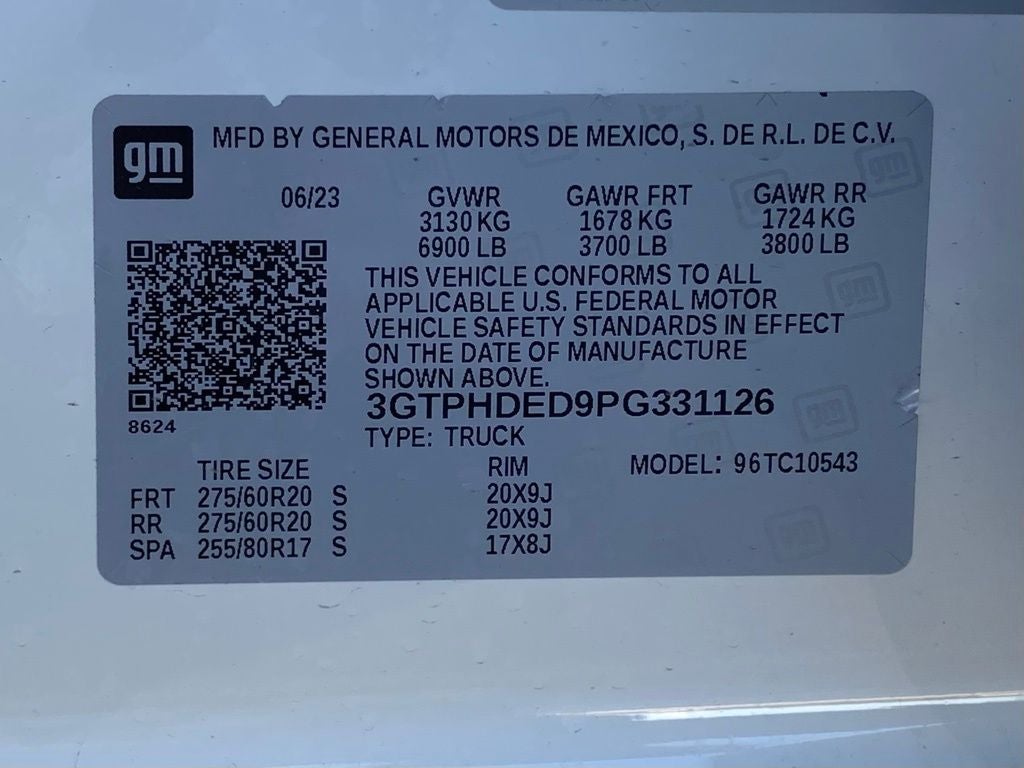 gm
MFD BY GENERAL MOTORS DE MEXICO, S. DE R.L. DE C.V.
06/23 GVWR GAWR FRT GAWR RR
3130 KG 1678 KG 1724 KG
6900 LB 3700 LB 3800 LB
THIS VEHICLE CONFORMS TO ALL
APPLICABLE U.S. FEDERAL MOTOR
VEHICLE SAFETY STANDARDS IN EFFECT
ON THE DATE OF MANUFACTURE
SHOWN ABOVE.
3GTPHDED9PG331126
8624
TYPE: TRUCK
TIRE SIZE RIM MODEL: 96TC10543
FRT 275/60R20 S 20X9J
RR 275/60R20 S 20X9J
SPA 255/80R17 S 17X8J